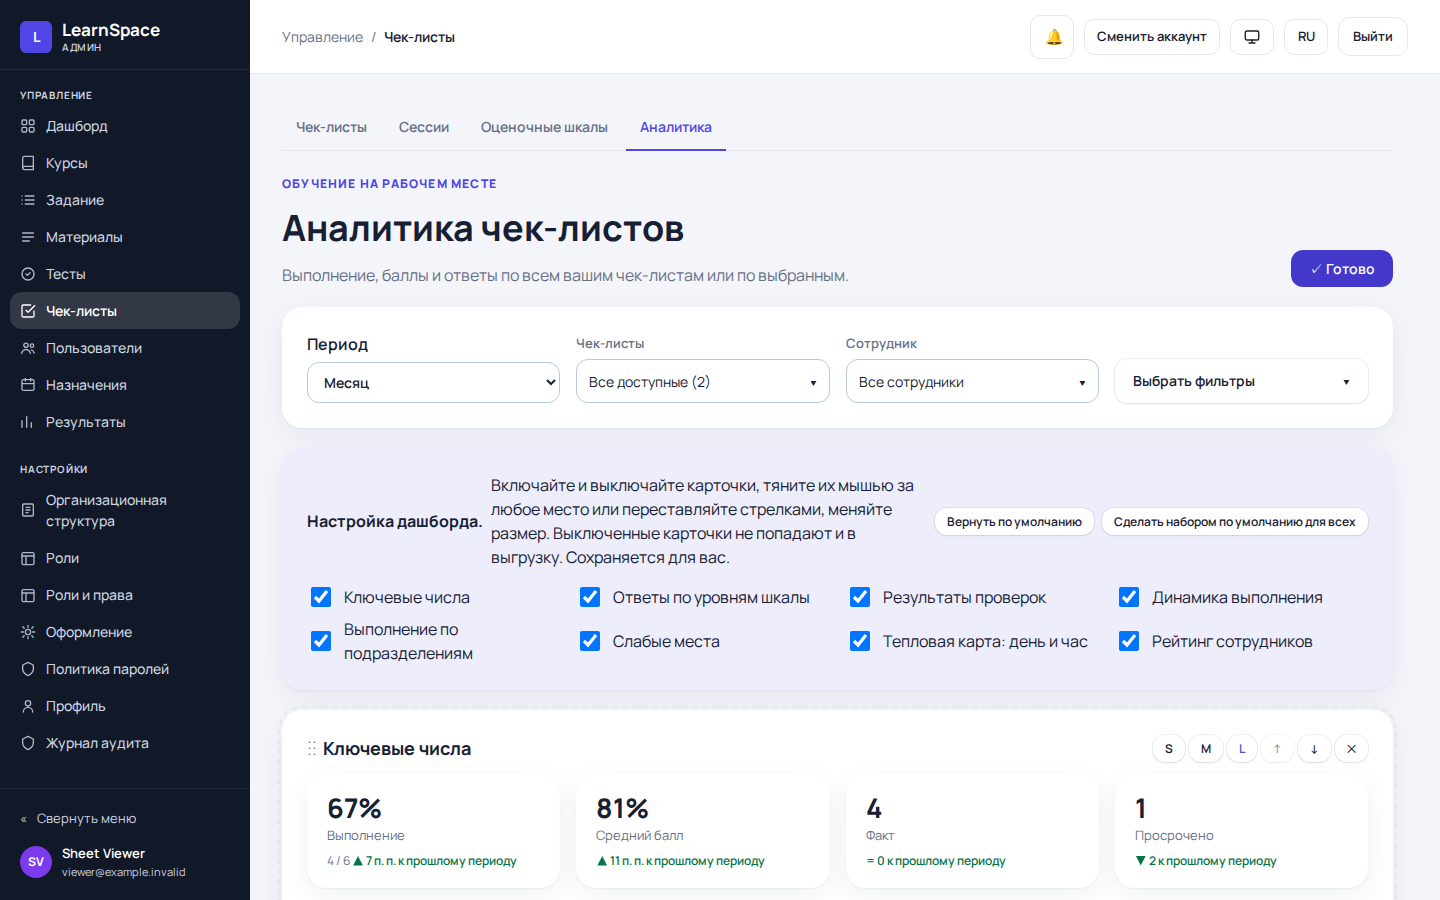 L
LearnSpace
АДМИН
УПРАВЛЕНИЕ
Дашборд
Курсы
Задание
Материалы
Тесты
Чек-листы
Пользователи
Назначения
Результаты
НАСТРОЙКИ
Организационная
структура
Роли
Роли и права
Оформление
Политика паролей
Профиль
Журнал аудита
« Свернуть меню
SV
Sheet Viewer
viewer@example.invalid
Управление / Чек-листы
Сменить аккаунт
RU
Выйти
Чек-листы
Сессии
Оценочные шкалы
Аналитика
ОБУЧЕНИЕ НА РАБОЧЕМ МЕСТЕ
Аналитика чек-листов
Выполнение, баллы и ответы по всем вашим чек-листам или по выбранным.
✓ Готово
Период
Месяц
Чек-листы
Все доступные (2)
Сотрудник
Все сотрудники
Выбрать фильтры
Настройка дашборда.
Включайте и выключайте карточки, тяните их мышью за
любое место или переставляйте стрелками, меняйте
размер. Выключенные карточки не попадают и в
выгрузку. Сохраняется для вас.
Вернуть по умолчанию
Сделать набором по умолчанию для всех
Ключевые числа
Ответы по уровням шкалы
Результаты проверок
Динамика выполнения
Выполнение по
подразделениям
Слабые места
Тепловая карта: день и час
Рейтинг сотрудников
Ключевые числа
S
M
L
↑
↓
×
67%
Выполнение
4 / 6 ▲ 7 п. п. к прошлому периоду
81%
Средний балл
▲ 11 п. п. к прошлому периоду
4
Факт
= 0 к прошлому периоду
1
Просрочено
▼ 2 к прошлому периоду